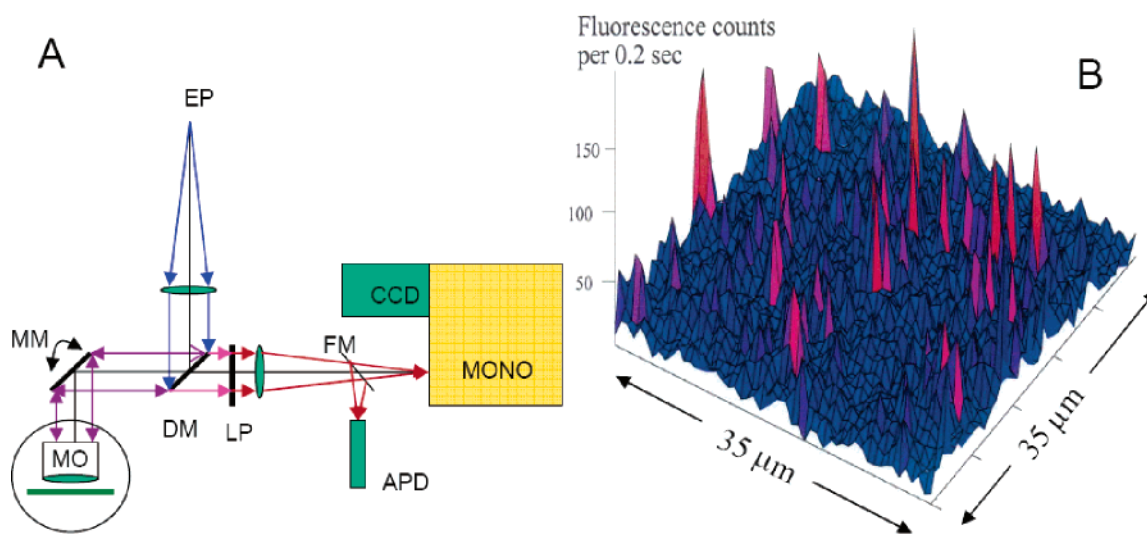 A
EP
MM
CCD
FM
MONO
DM
LP
MO
APD
Fluorescence counts
per 0.2 sec
B
150
100
50
35 μm
35 μm